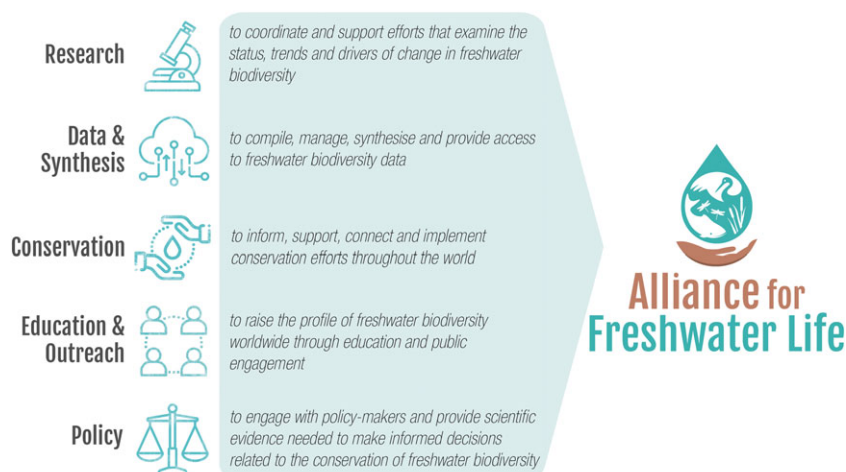 Research
to coordinate and support efforts that examine the
status, trends and drivers of change in freshwater
biodiversity
Data &
Synthesis
to compile, manage, synthesise and provide access
to freshwater biodiversity data
Conservation
to inform, support, connect and implement
conservation efforts throughout the world
Education &
Outreach
to raise the profile of freshwater biodiversity
worldwide through education and public
engagement
Policy
to engage with policy-makers and provide scientific
evidence needed to make informed decisions
related to the conservation of freshwater biodiversity
Alliance for
Freshwater Life